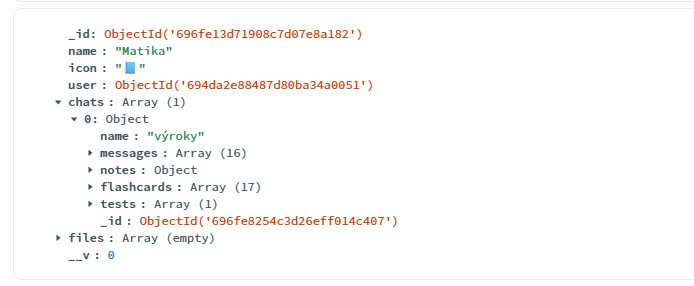 _id: ObjectId('696fe13d71908c7d07e8a182')
name : "Matika"
icon : "📘"
user : ObjectId('694da2e88487d80ba34a0051')
chats : Array (1)
0: Object
name : "výroky"
messages : Array (16)
notes : Object
flashcards : Array (17)
tests : Array (1)
_id : ObjectId('696fe8254c3d26eff014c407')
files : Array (empty)
__v : 0